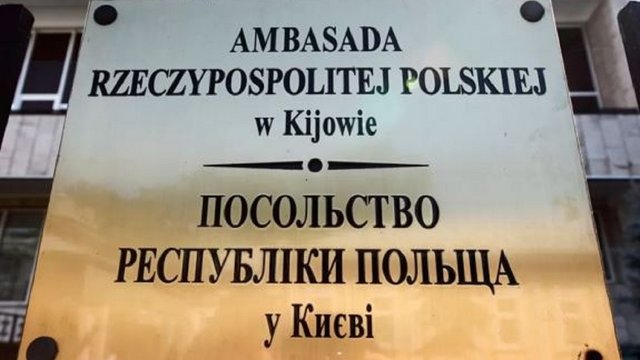 AMBASADA
RZECZYPOSPOLITEJ POLSKIEJ
w Kijowie
ПОСОЛЬСТВО
РЕСПУБЛІКИ ПОЛЬЩА
у Києві